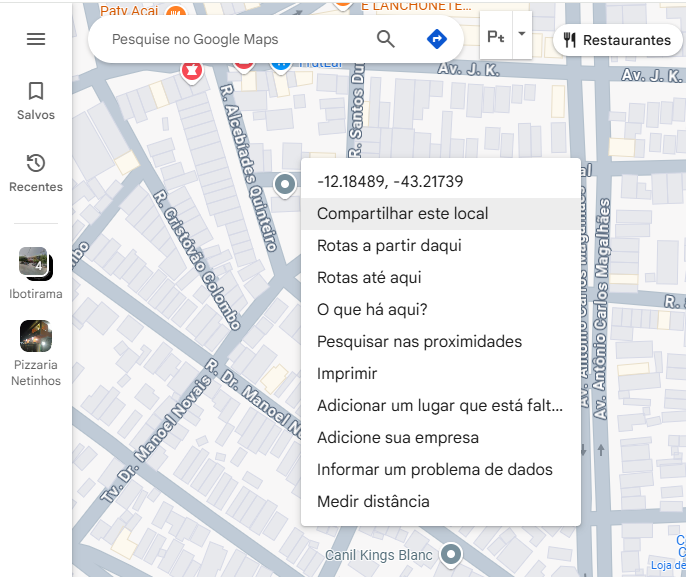 Paty Açaí
E LANCHONETE...
Pesquise no Google Maps
Restaurantes
Av. J. K.
Av. J. K.
Salvos
Recentes
Ibotirama
4
Pizzaria
Netinhos
R. Alcebíades Quinteiro
R. Santos Du
R. Cristóvão Colombo
R. Dr. Manoel No
Tv. Dr. Manoel Novais
Av. Antônio Carlos Magalhães
Av. Antônio Carlos Magalhães
R.
-12.18489, -43.21739
Compartilhar este local
Rotas a partir daqui
Rotas até aqui
O que há aqui?
Pesquisar nas proximidades
Imprimir
Adicionar um lugar que está falt...
Adicione sua empresa
Informar um problema de dados
Medir distância
Canil Kings Blanc
Loja de